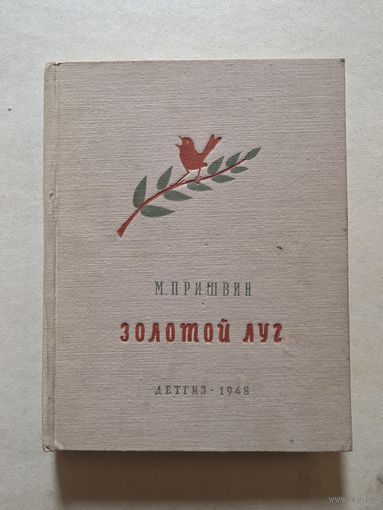 М. ПРИШВИН
ЗОЛОТОЙ ЛУГ
ДЕТГИЗ - 1948